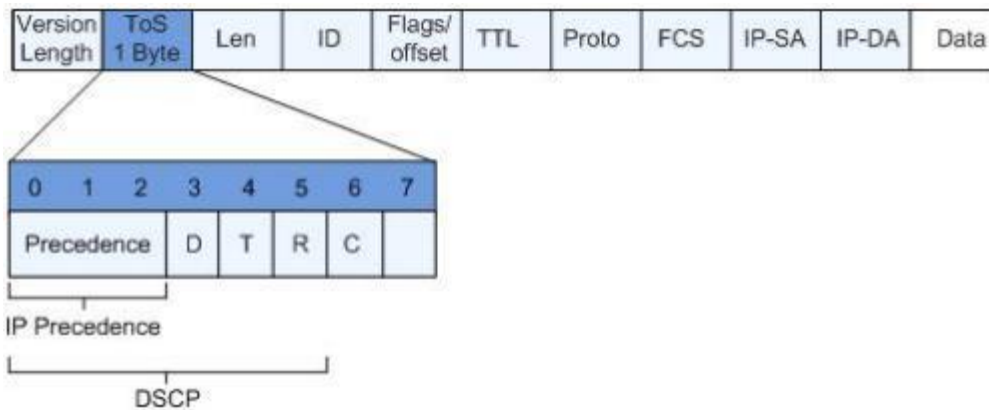 Version Length
ToS 1 Byte
Len
ID
Flags/ offset
TTL
Proto
FCS
IP-SA
IP-DA
Data
0 1 2 3 4 5 6 7
Precedence D T R C
IP Precedence
DSCP